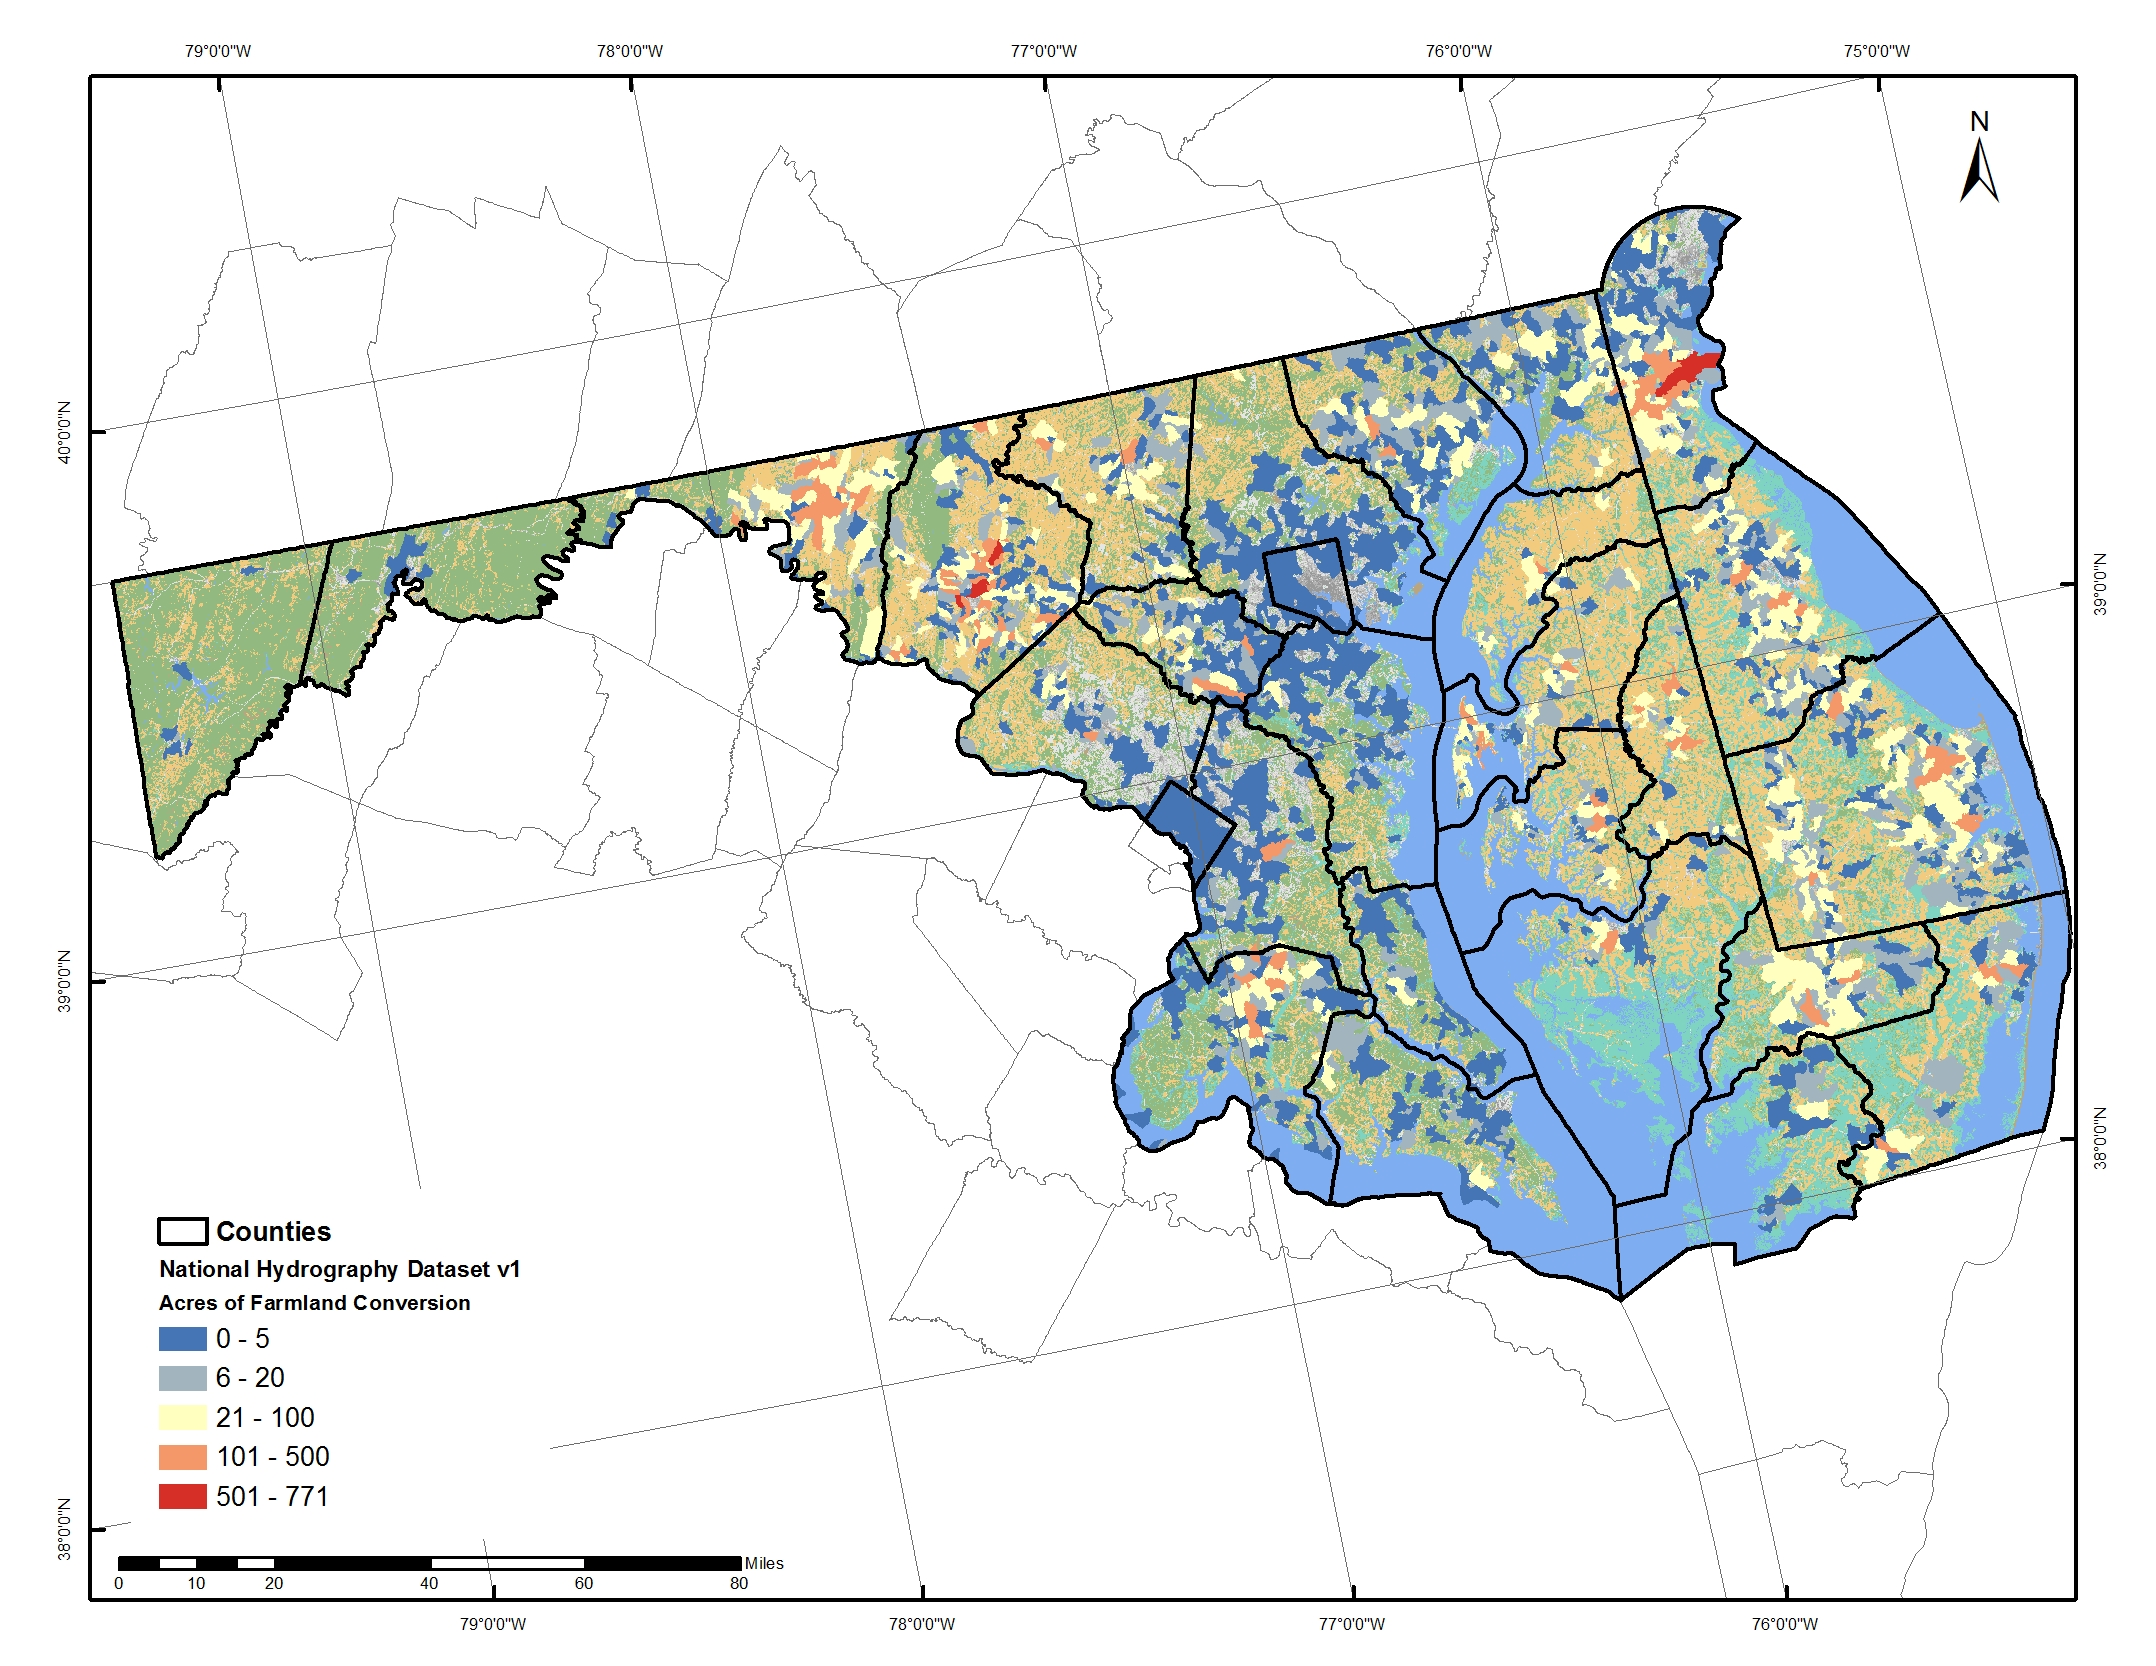 79°0'0"W 78°0'0"W 77°0'0"W 76°0'0"W 75°0'0"W
N
40°0'0"N
39°0'0"N
39°0'0"N
38°0'0"N
38°0'0"N
Counties
National Hydrography Dataset v1
Acres of Farmland Conversion
0 - 5
6 - 20
21 - 100
101 - 500
501 - 771
Miles
0 10 20 40 60 80
79°0'0"W 78°0'0"W 77°0'0"W 76°0'0"W